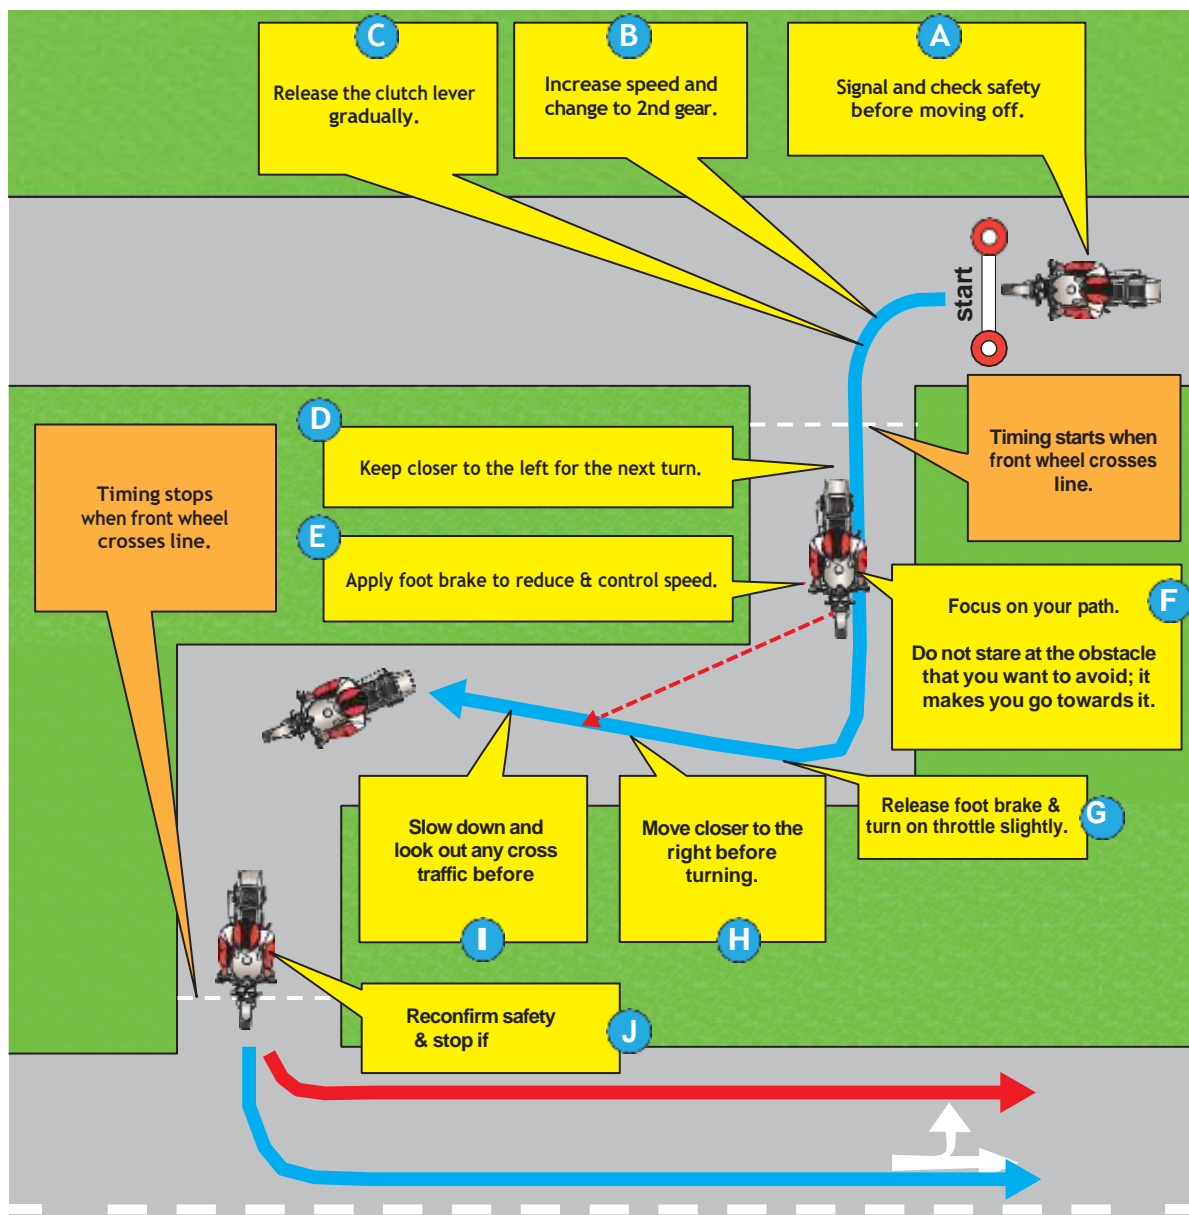 C
Release the clutch lever
gradually.
B
Increase speed and
change to 2nd gear.
A
Signal and check safety
before moving off.
start
D
Keep closer to the left for the next turn.
Timing starts when
front wheel crosses
line.
Timing stops
when front wheel
crosses line.
E
Apply foot brake to reduce & control speed.
F
Focus on your path.
Do not stare at the obstacle
that you want to avoid; it
makes you go towards it.
Release foot brake &
turn on throttle slightly.
G
Slow down and
look out any cross
traffic before
I
Move closer to the
right before
turning.
H
Reconfirm safety
& stop if
J